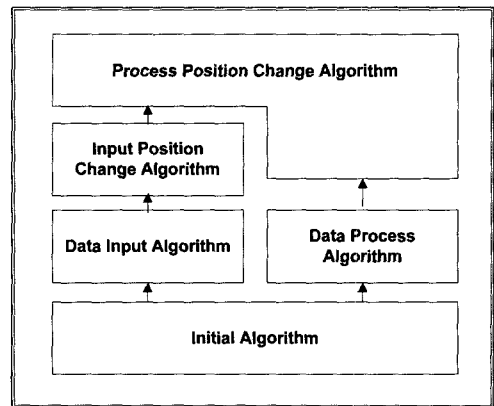 Process Position Change Algorithm
Input Position
Change Algorithm
Data Input Algorithm
Data Process
Algorithm
Initial Algorithm